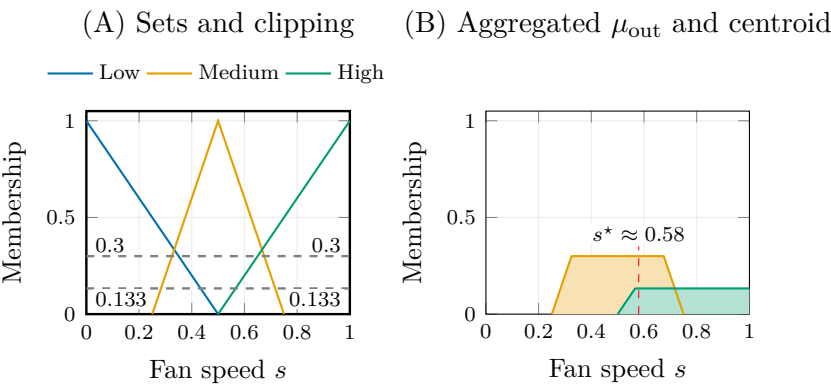 (A) Sets and clipping
Low Medium High
Membership
1
0.5
0
0.3 0.3
0.133 0.133
0 0.2 0.4 0.6 0.8 1
Fan speed s
(B) Aggregated μ_out and centroid
Membership
1
0.5
0
s⋆ ≈ 0.58
0 0.2 0.4 0.6 0.8 1
Fan speed s